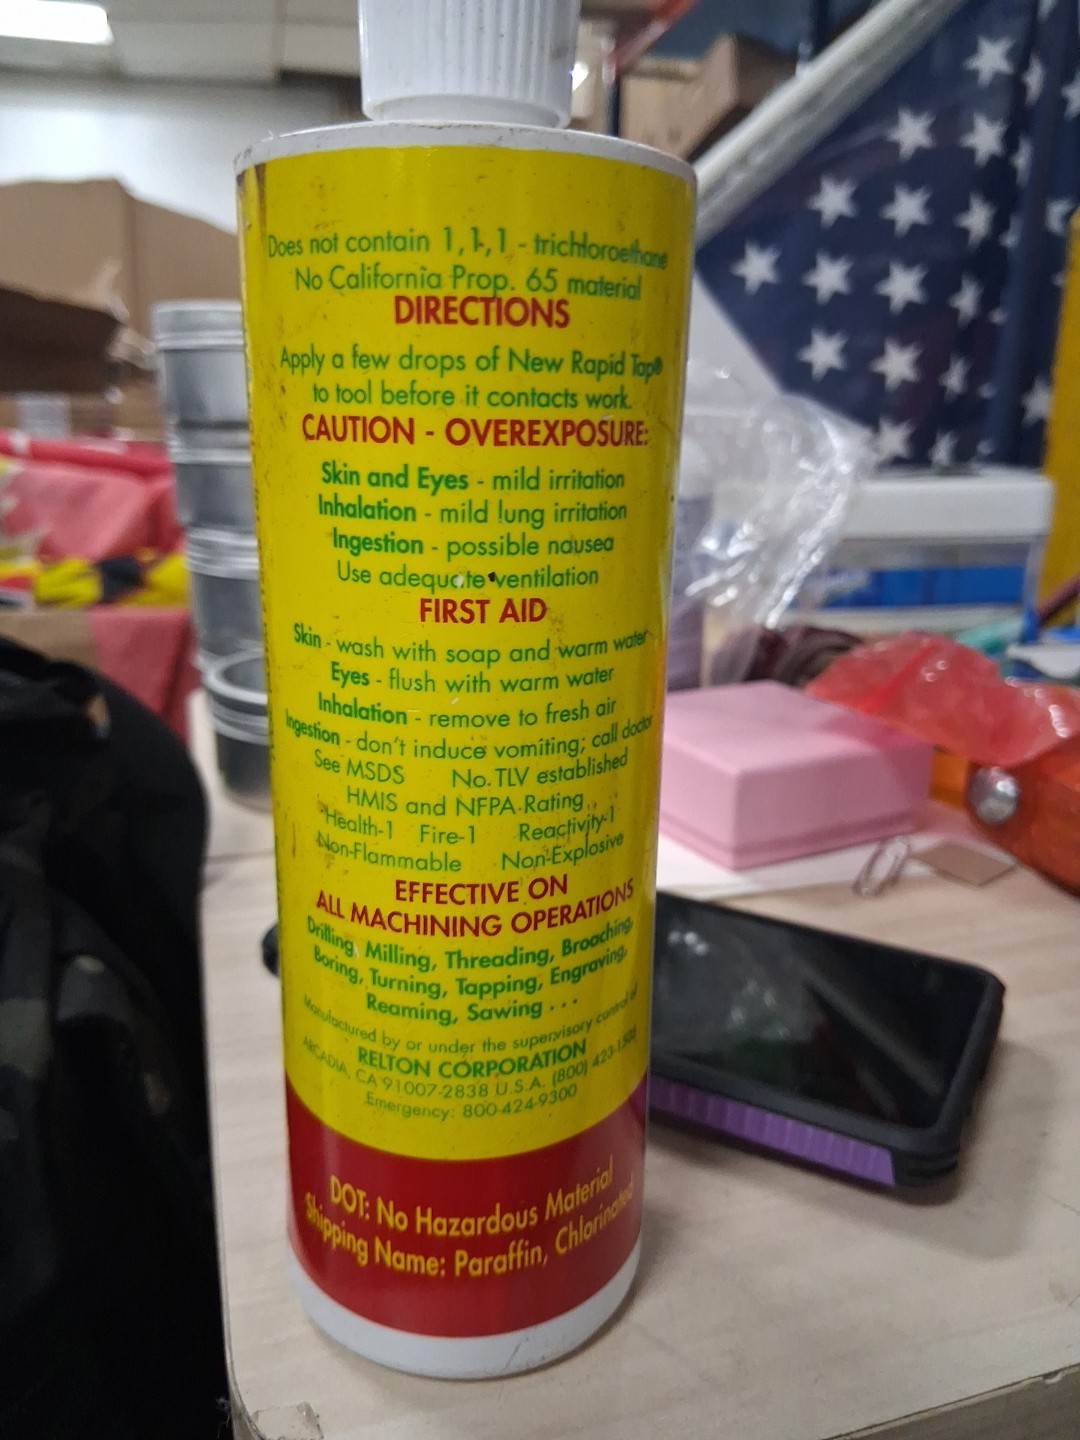 Does not contain 1,1,1 - trichloroethane
No California Prop. 65 material
DIRECTIONS
Apply a few drops of New Rapid Tap®
to tool before it contacts work.
CAUTION - OVEREXPOSURE:
Skin and Eyes - mild irritation
Inhalation - mild lung irritation
Ingestion - possible nausea
Use adequate ventilation
FIRST AID
Skin - wash with soap and warm water
Eyes - flush with warm water
Inhalation - remove to fresh air
Ingestion - don't induce vomiting; call doctor
See MSDS No. TLV established
HMIS and NFPA Rating
Health-1 Fire-1 Reactivity-1
Non-Flammable Non-Explosive
EFFECTIVE ON
ALL MACHINING OPERATIONS
Drilling, Milling, Threading, Broaching,
Boring, Turning, Tapping, Engraving,
Reaming, Sawing . . .
Manufactured by or under the supervisory control of
RELTON CORPORATION
ARCADIA, CA 91007-2838 U.S.A. (800) 423-1505
Emergency: 800-424-9300
DOT: No Hazardous Material
Shipping Name: Paraffin, Chlorinated